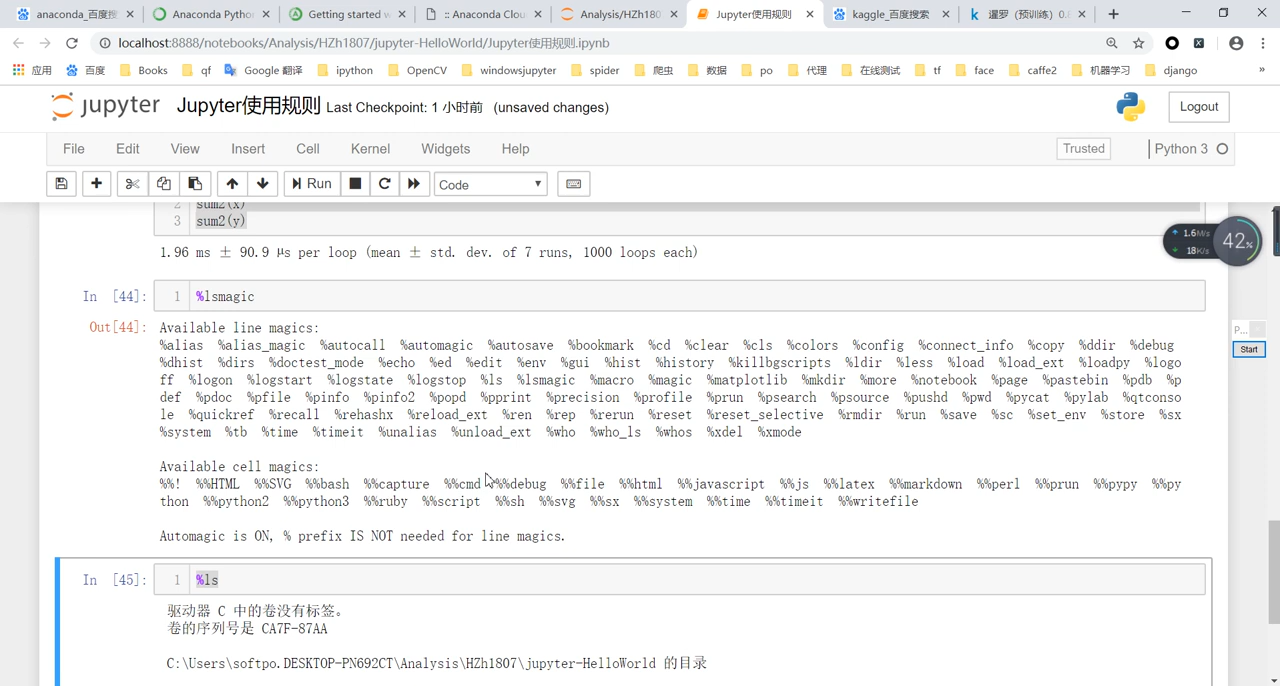 anaconda_百度搜
Anaconda Pytho
Getting started w
:: Anaconda Clou
Analysis/HZh180
Jupyter使用规则
kaggle_百度搜索
暹罗（预训练）0.8
localhost:8888/notebooks/Analysis/HZh1807/jupyter-HelloWorld/Jupyter使用规则.ipynb
应用 百度 Books qf Google 翻译 ipython OpenCV windowsjupyter spider 爬虫 数据 po 代理 在线测试 tf face caffe2 机器学习 django »
jupyter Jupyter使用规则 Last Checkpoint: 1 小时前 (unsaved changes) Logout
File Edit View Insert Cell Kernel Widgets Help Trusted Python 3
Run Code
2 sum2(x)
3 sum2(y)
1.6M/s
18K/s
42%
1.96 ms ± 90.9 µs per loop (mean ± std. dev. of 7 runs, 1000 loops each)
In [44]: 1 %lsmagic
Out[44]: Available line magics:
%alias %alias_magic %autocall %automagic %autosave %bookmark %cd %clear %cls %colors %config %connect_info %copy %ddir %debug
%dhist %dirs %doctest_mode %echo %ed %edit %env %gui %hist %history %killbgscripts %ldir %less %load %load_ext %loadpy %logo
ff %logon %logstart %logstate %logstop %ls %lsmagic %macro %magic %matplotlib %mkdir %more %notebook %page %pastebin %pdb %p
def %pdoc %pfile %pinfo %pinfo2 %popd %pprint %precision %profile %prun %psearch %psource %pushd %pwd %pycat %pylab %qtconso
le %quickref %recall %rehashx %reload_ext %ren %rep %rerun %reset %reset_selective %rmdir %run %save %sc %set_env %store %sx
%system %tb %time %timeit %unalias %unload_ext %who %who_ls %whos %xdel %xmode
P...
Start
Available cell magics:
%%! %%HTML %%SVG %%bash %%capture %%cmd %%debug %%file %%html %%javascript %%js %%latex %%markdown %%perl %%prun %%pypy %%py
thon %%python2 %%python3 %%ruby %%script %%sh %%svg %%sx %%system %%time %%timeit %%writefile
Automagic is ON, % prefix IS NOT needed for line magics.
In [45]: 1 %ls
驱动器 C 中的卷没有标签。
卷的序列号是 CA7F-87AA
C:\Users\softpo.DESKTOP-PN692CT\Analysis\HZh1807\jupyter-HelloWorld 的目录